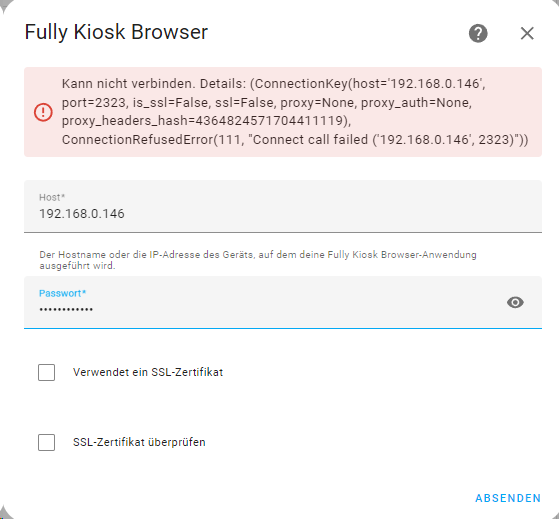 Fully Kiosk Browser
Kann nicht verbinden. Details: (ConnectionKey(host='192.168.0.146',
port=2323, is_ssl=False, ssl=False, proxy=None, proxy_auth=None,
proxy_headers_hash=4364824571704411119),
ConnectionRefusedError(111, "Connect call failed ('192.168.0.146', 2323)"))
Host*
192.168.0.146
Der Hostname oder die IP-Adresse des Geräts, auf dem deine Fully Kiosk Browser-Anwendung
ausgeführt wird.
Passwort*
••••••••••••
Verwendet ein SSL-Zertifikat
SSL-Zertifikat überprüfen
ABSENDEN